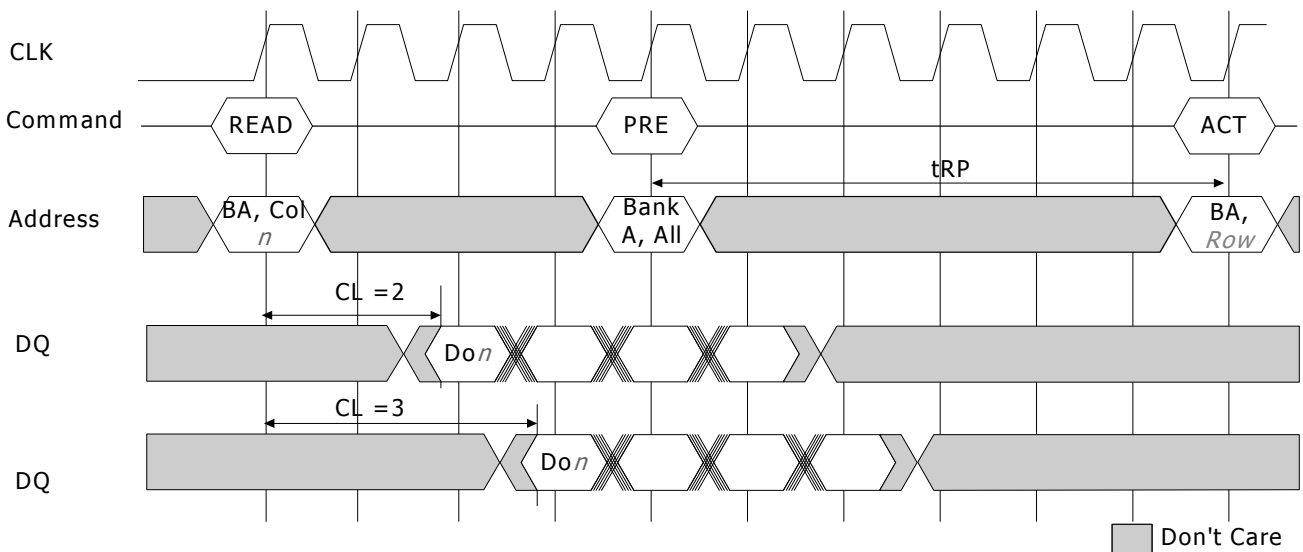 CLK
Command
READ
PRE
ACT
tRP
Address
BA, Col
n
Bank
A, All
BA,
Row
CL =2
DQ
Don
CL =3
DQ
Don
Don't Care